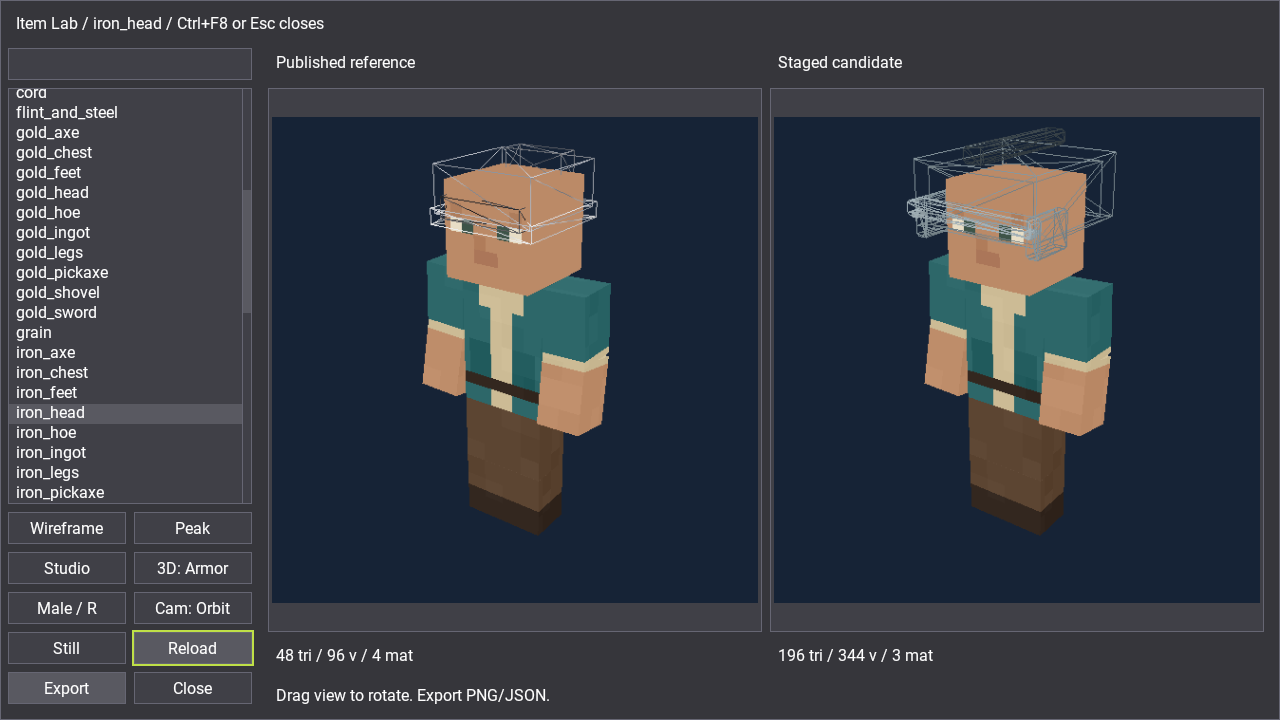 Item Lab / iron_head / Ctrl+F8 or Esc closes
Published reference
Staged candidate
cord
flint_and_steel
gold_axe
gold_chest
gold_feet
gold_head
gold_hoe
gold_ingot
gold_legs
gold_pickaxe
gold_shovel
gold_sword
grain
iron_axe
iron_chest
iron_feet
iron_head
iron_hoe
iron_ingot
iron_legs
iron_pickaxe
Wireframe
Peak
Studio
3D: Armor
Male / R
Cam: Orbit
Still
Reload
Export
Close
48 tri / 96 v / 4 mat
196 tri / 344 v / 3 mat
Drag view to rotate. Export PNG/JSON.